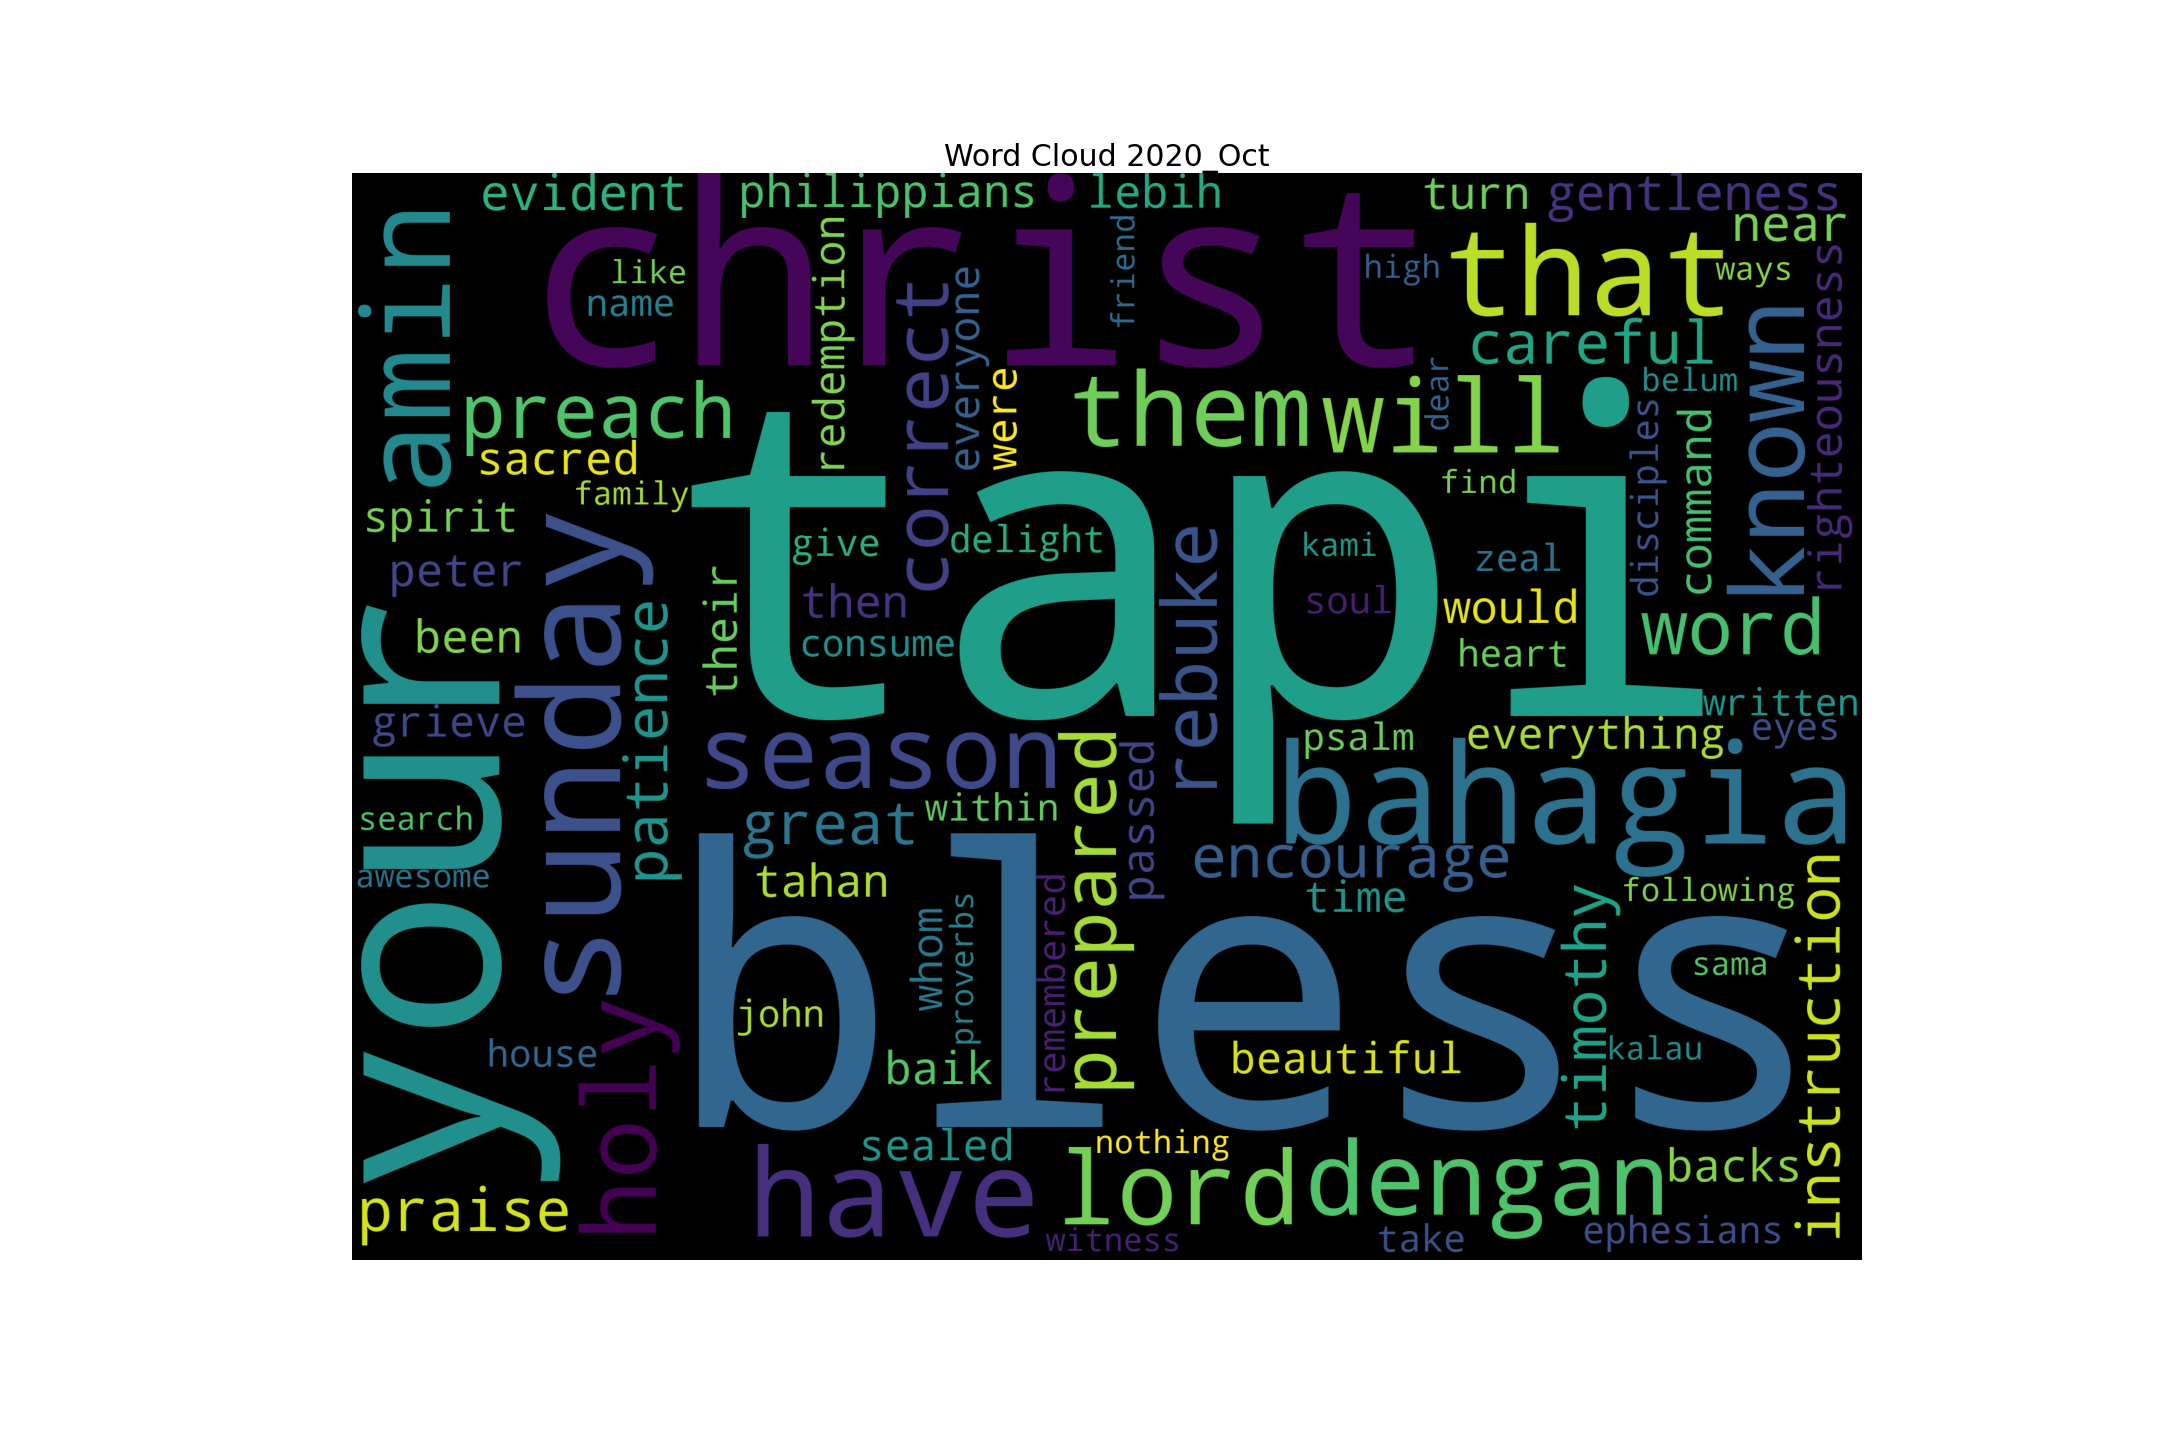 Word Cloud 2020_Oct
evident
philippians
lebih
turn
gentleness
christ
near
amin
like
name
redemption
everyone
friend
high
that
ways
correct
careful
known
righteousness
preach
were
them
will
dear
belum
sacred
family
tapi
find
disciples
command
spirit
peter
sunday
give
delight
rebuke
kami
zeal
your
patience
their
then
soul
would
been
consume
heart
word
grieve
season
prepared
passed
psalm
everything
written
eyes
search
great
within
bahagia
awesome
tahan
encourage
time
timothy
following
instruction
bless
whom
proverbs
remembered
sama
john
house
holy
baik
beautiful
kalau
sealed
nothing
have
lord
dengan
backs
praise
witness
take
ephesians